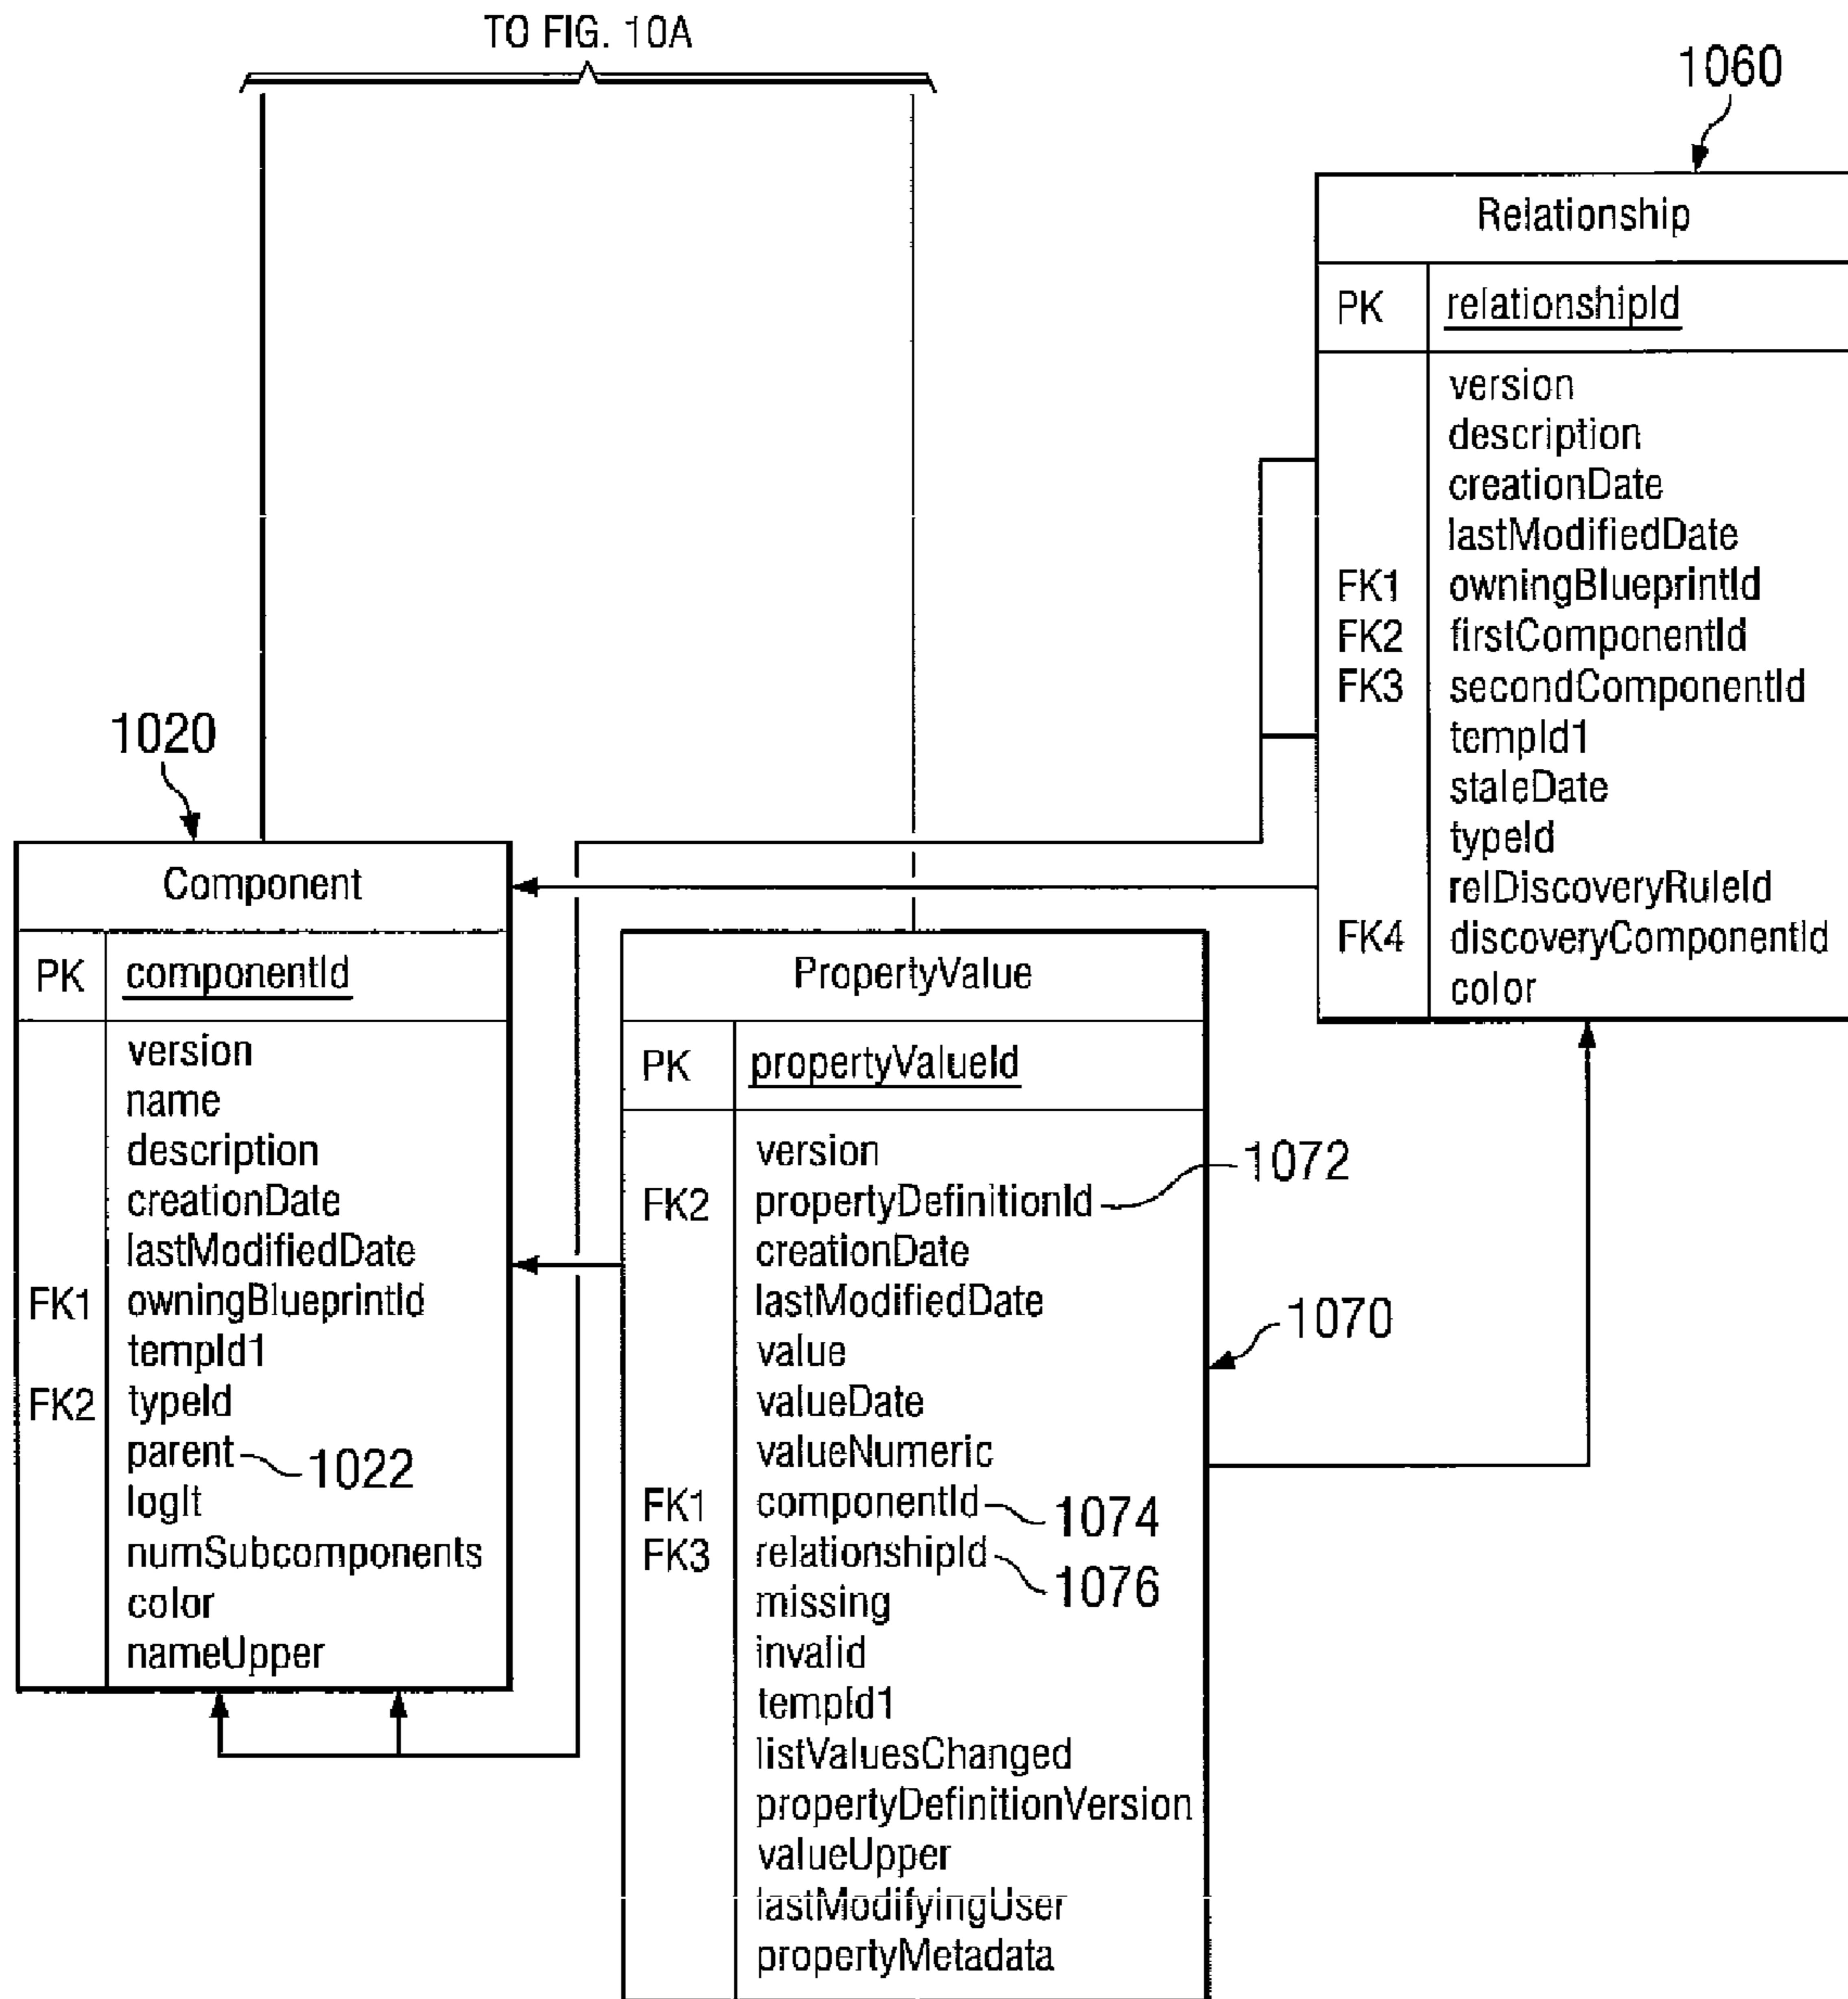 TO FIG. 10A
1060
Relationship
PK relationshipId
version
description
creationDate
lastModifiedDate
FK1 owningBlueprintId
FK2 firstComponentId
FK3 secondComponentId
tempId1
staleDate
typeId
relDiscoveryRuleId
FK4 discoveryComponentId
color
1020
Component
PK componentId
version
name
description
creationDate
lastModifiedDate
FK1 owningBlueprintId
tempId1
FK2 typeId
parent 1022
logIt
numSubcomponents
color
nameUpper
PropertyValue
PK propertyValueId
version
FK2 propertyDefinitionId 1072
creationDate
lastModifiedDate
value
valueDate
valueNumeric
FK1 componentId 1074
FK3 relationshipId 1076
missing
invalid
tempId1
listValuesChanged
propertyDefinitionVersion
valueUpper
lastModifyingUser
propertyMetadata
1070